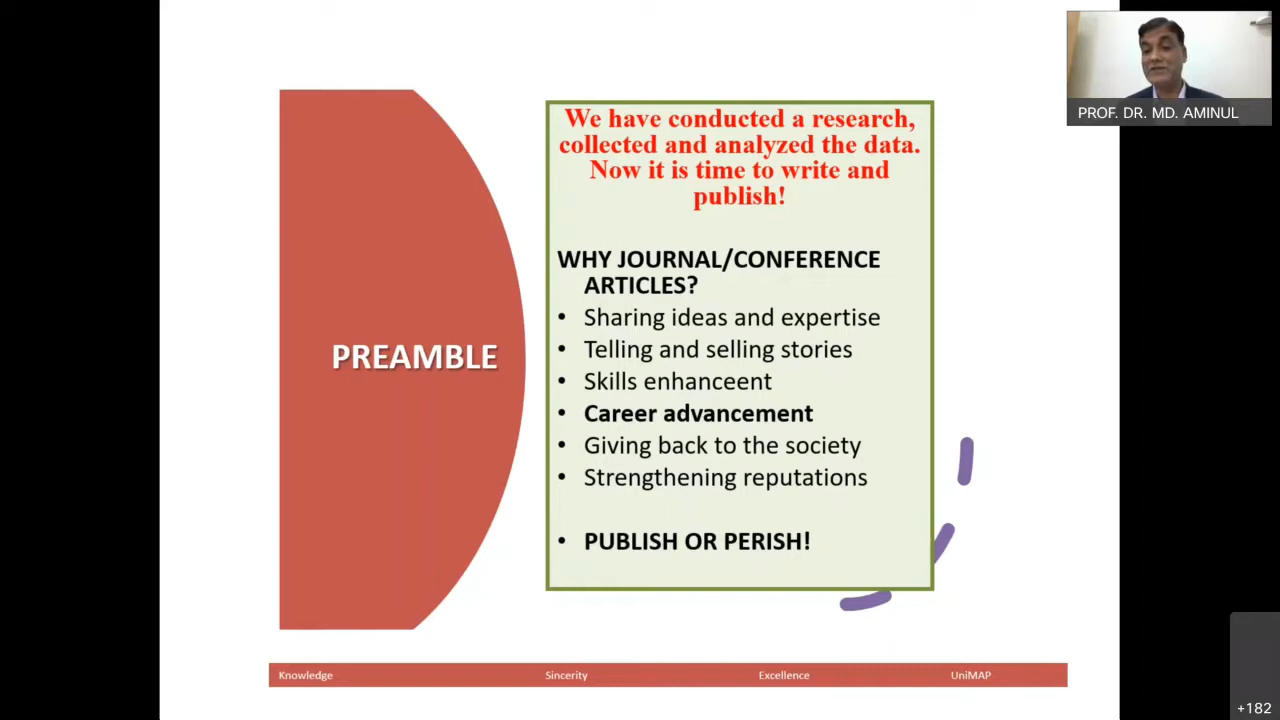 PROF. DR. MD. AMINUL
We have conducted a research,
collected and analyzed the data.
Now it is time to write and
publish!
WHY JOURNAL/CONFERENCE
ARTICLES?
• Sharing ideas and expertise
• Telling and selling stories
• Skills enhanceent
• Career advancement
• Giving back to the society
• Strengthening reputations
• PUBLISH OR PERISH!
PREAMBLE
Knowledge Sincerity Excellence UniMAP
+182